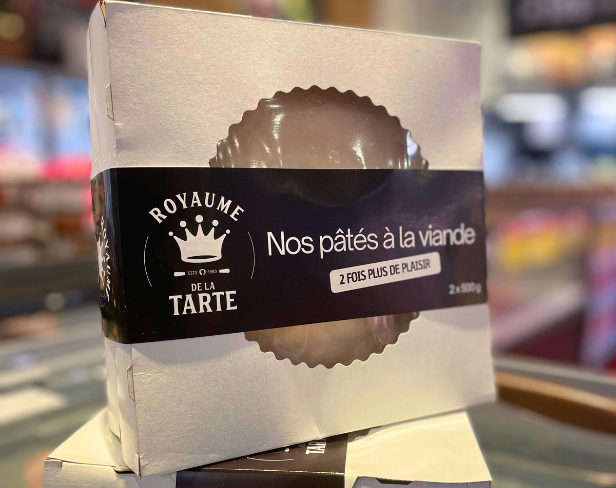 ROYAUME
DE LA
TARTE
Nos pâtés à la viande
2 FOIS PLUS DE PLAISIR
2 x 500 g